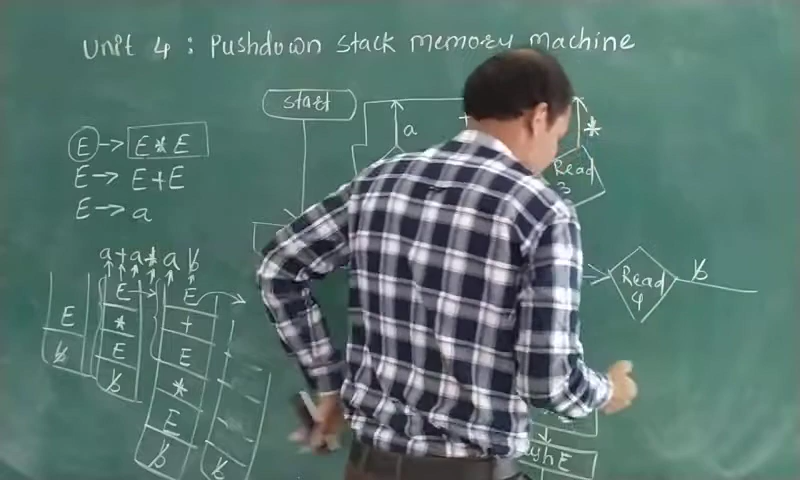 Unit 4 : Pushdown stack memory machine
start
a
+
*
E → E * E
E → E + E
E → a
Read 3
a + a * a b̸
Read 4
b̸
E
b̸
E
*
E
b̸
E
+
E
*
E
b̸
b̸
E